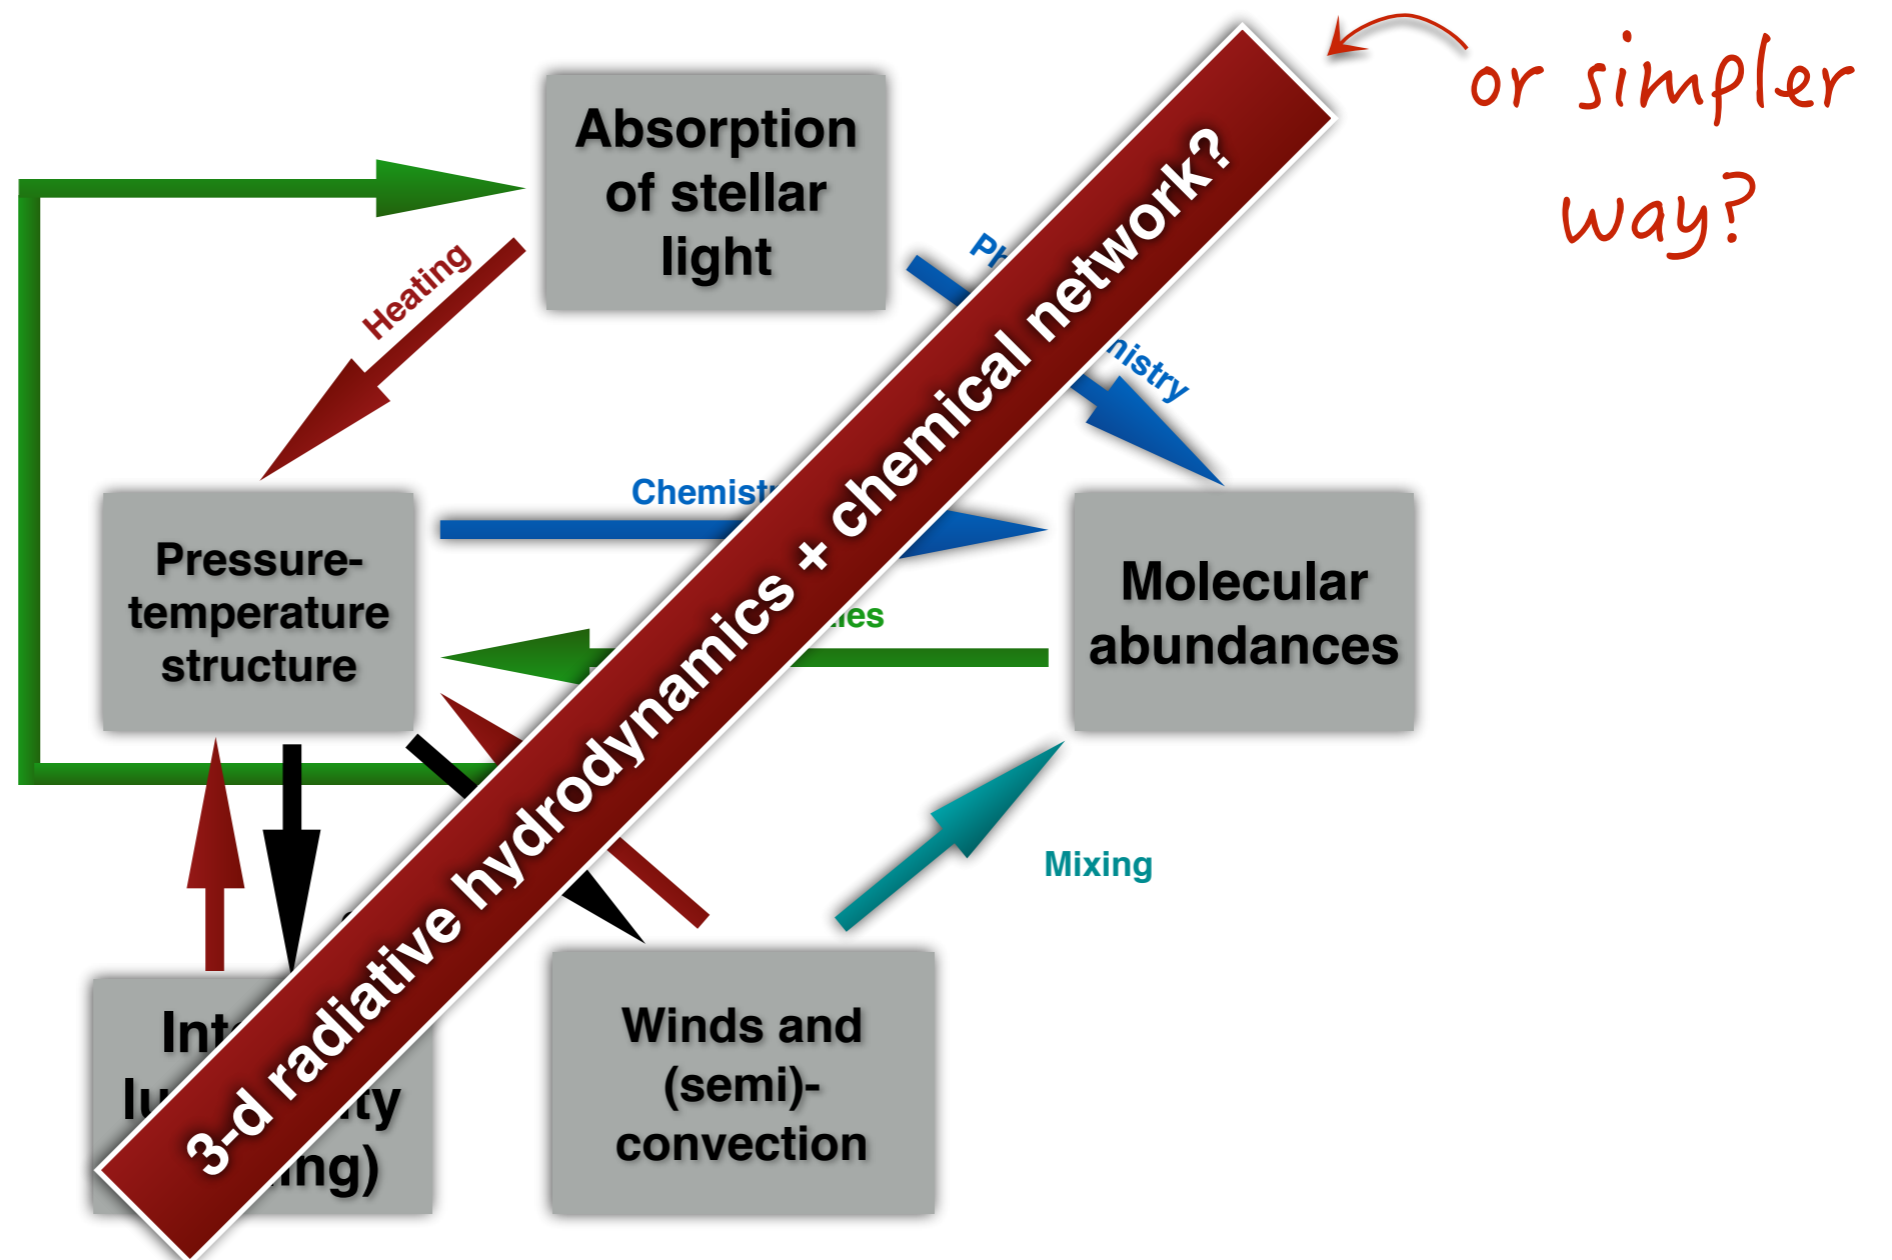 or simpler
way?
Absorption
of stellar
light
Heating
3-d radiative hydrodynamics + chemical network?
Pressure-
temperature
structure
Molecular
abundances
Mixing
Winds and
(semi)-
convection